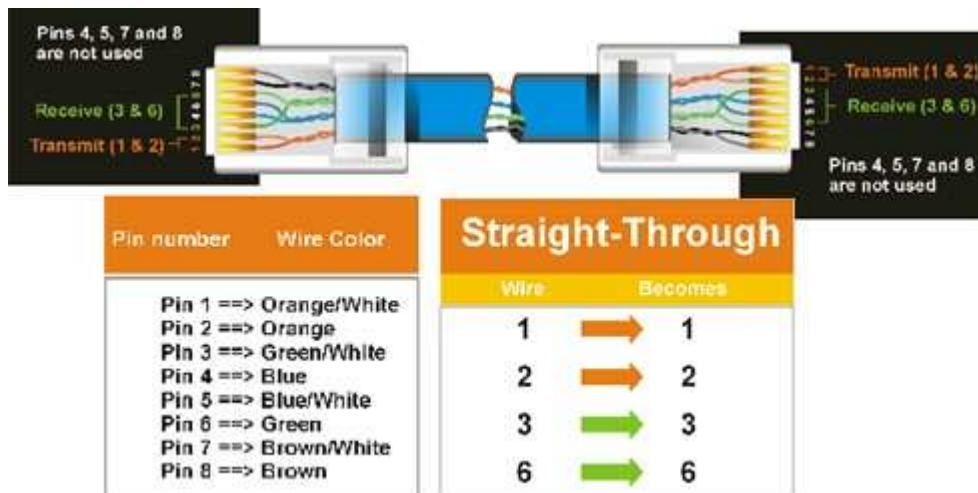 Pins 4, 5, 7 and 8
are not used
Receive (3 & 6)
Transmit (1 & 2)
Transmit (1 & 2)
Receive (3 & 6)
Pins 4, 5, 7 and 8
are not used
Pin number Wire Color
Pin 1 ==> Orange/White
Pin 2 ==> Orange
PIn 3 ==> Green/White
Pin 4 ==> Blue
Pin 5 ==> Blue/White
Pin 6 ==> Green
Pin 7 ==> Brown/White
Pin 8 ==> Brown
Straight-Through
Wire Becomes
1 1
2 2
3 3
6 6